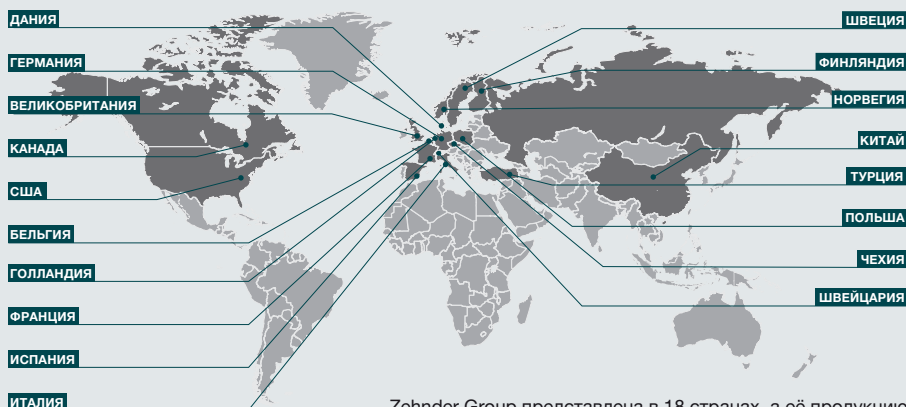 ДАНИЯ
ГЕРМАНИЯ
ВЕЛИКОБРИТАНИЯ
КАНАДА
США
БЕЛЬГИЯ
ГОЛЛАНДИЯ
ФРАНЦИЯ
ИСПАНИЯ
ИТАЛИЯ
ШВЕЦИЯ
ФИНЛЯНДИЯ
НОРВЕГИЯ
КИТАЙ
ТУРЦИЯ
ПОЛЬША
ЧЕХИЯ
ШВЕЙЦАРИЯ
Zehnder Group представлена в 18 странах, а её продукцию